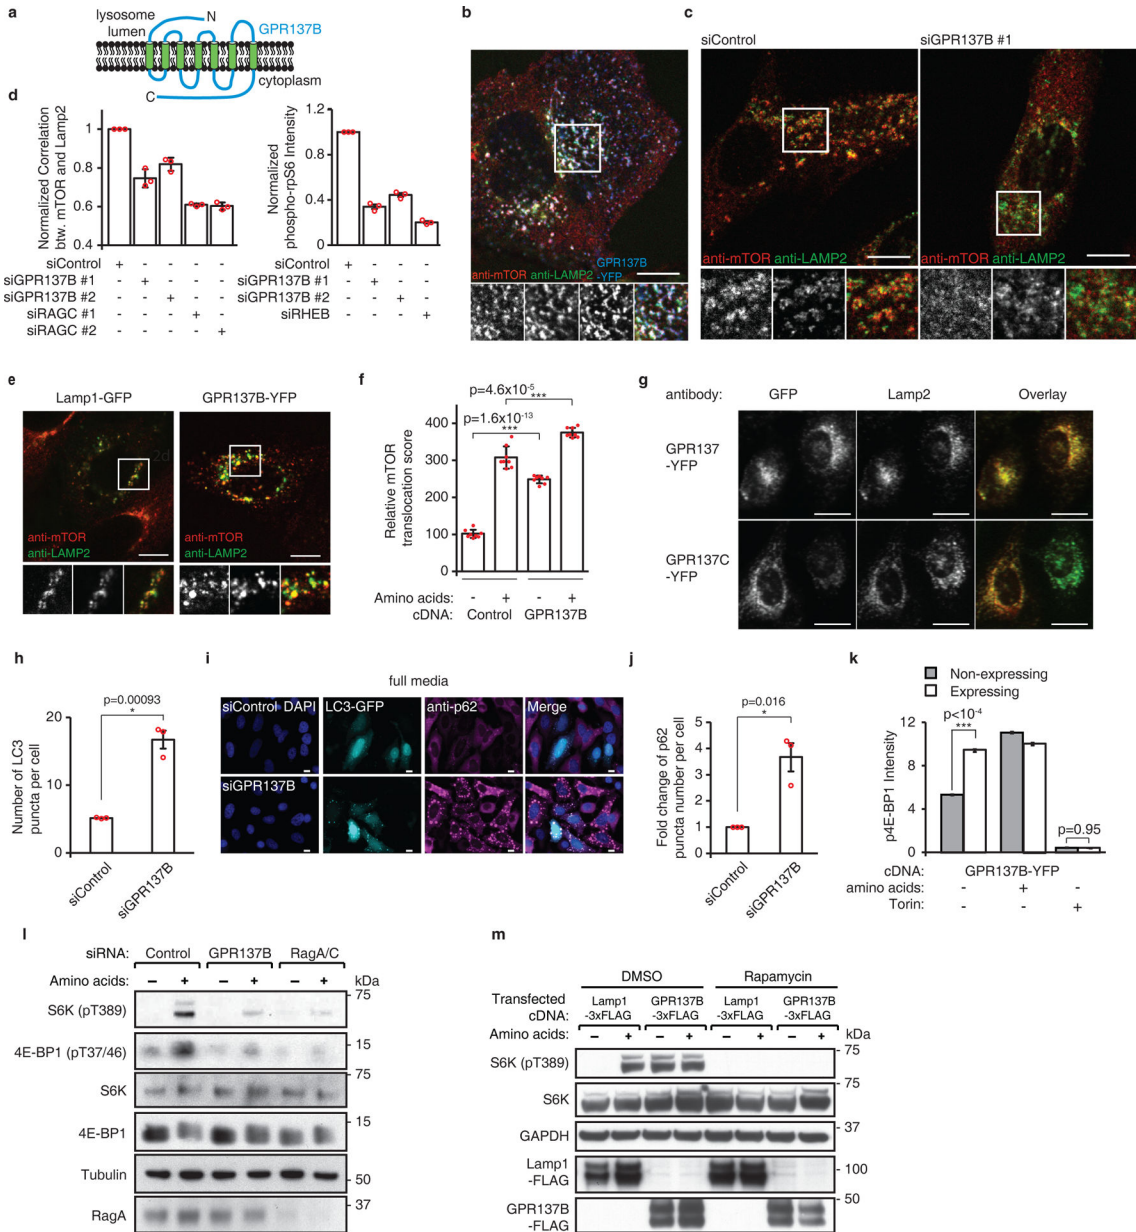 a
lysosome
lumen
N
GPR137B
cytoplasm
C
b
anti-mTOR anti-LAMP2 GPR137B
-YFP
c
siControl
siGPR137B #1
anti-mTOR anti-LAMP2
anti-mTOR anti-LAMP2
d
Normalized Correlation
btw. mTOR and Lamp2
1
0.8
0.6
0.4
siControl + - - - -
siGPR137B #1 - + - - -
siGPR137B #2 - - + - -
siRAGC #1 - - - + -
siRAGC #2 - - - - +
Normalized
phospho-rpS6 Intensity
1.2
0.8
0.4
0
siControl + - - -
siGPR137B #1 - + - -
siGPR137B #2 - - + -
siRHEB - - - +
e
Lamp1-GFP
GPR137B-YFP
2d
anti-mTOR
anti-LAMP2
anti-mTOR
anti-LAMP2
f
p=4.6x10-5
***
p=1.6x10-13
***
Relative mTOR
translocation score
400
300
200
100
0
Amino acids: - + - +
cDNA: Control GPR137B
g
antibody: GFP Lamp2 Overlay
GPR137
-YFP
GPR137C
-YFP
h
p=0.00093
*
Number of LC3
puncta per cell
20
10
0
siControl
siGPR137B
i
full media
siControl DAPI LC3-GFP anti-p62 Merge
siGPR137B
j
p=0.016
*
Fold change of p62
puncta number per cell
5
4
3
2
1
0
siControl
siGPR137B
k
Non-expressing
Expressing
p<10-4
***
p=0.95
p4E-BP1 Intensity
12
8
4
0
cDNA: GPR137B-YFP
amino acids: - + -
Torin: - - +
l
siRNA: Control GPR137B RagA/C
Amino acids: - + - + - + kDa
S6K (pT389) 75
4E-BP1 (pT37/46) 15
S6K 75
4E-BP1 15
Tubulin 50
RagA 37
m
DMSO Rapamycin
Transfected Lamp1 GPR137B Lamp1 GPR137B
cDNA: -3xFLAG -3xFLAG -3xFLAG -3xFLAG
Amino acids: - + - + - + - + kDa
S6K (pT389) 75
S6K 75
GAPDH 37
Lamp1
-FLAG 100
GPR137B 50
-FLAG